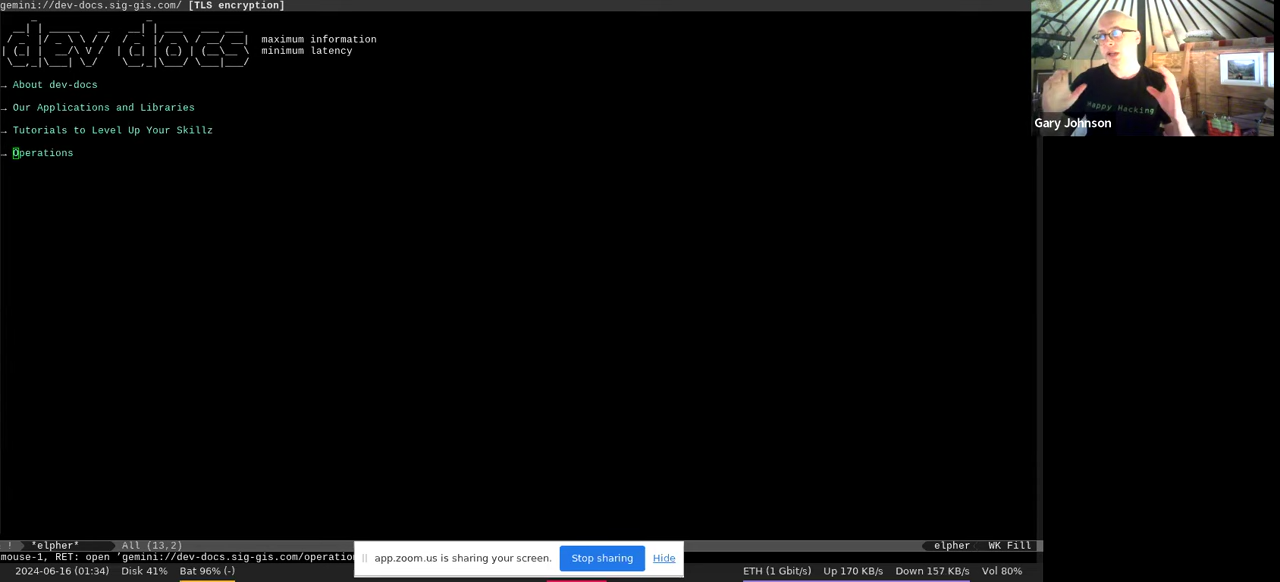 gemini://dev-docs.sig-gis.com/ [TLS encryption]
dev docs
maximum information
minimum latency
→ About dev-docs
→ Our Applications and Libraries
→ Tutorials to Level Up Your Skillz
→ Operations
Happy Hacking
Gary Johnson
! *elpher* All (13,2) elpher WK Fill
mouse-1, RET: open ‘gemini://dev-docs.sig-gis.com/operatio
app.zoom.us is sharing your screen. Stop sharing Hide
2024-06-16 (01:34) Disk 41% Bat 96% (-) ETH (1 Gbit/s) Up 170 KB/s Down 157 KB/s Vol 80%